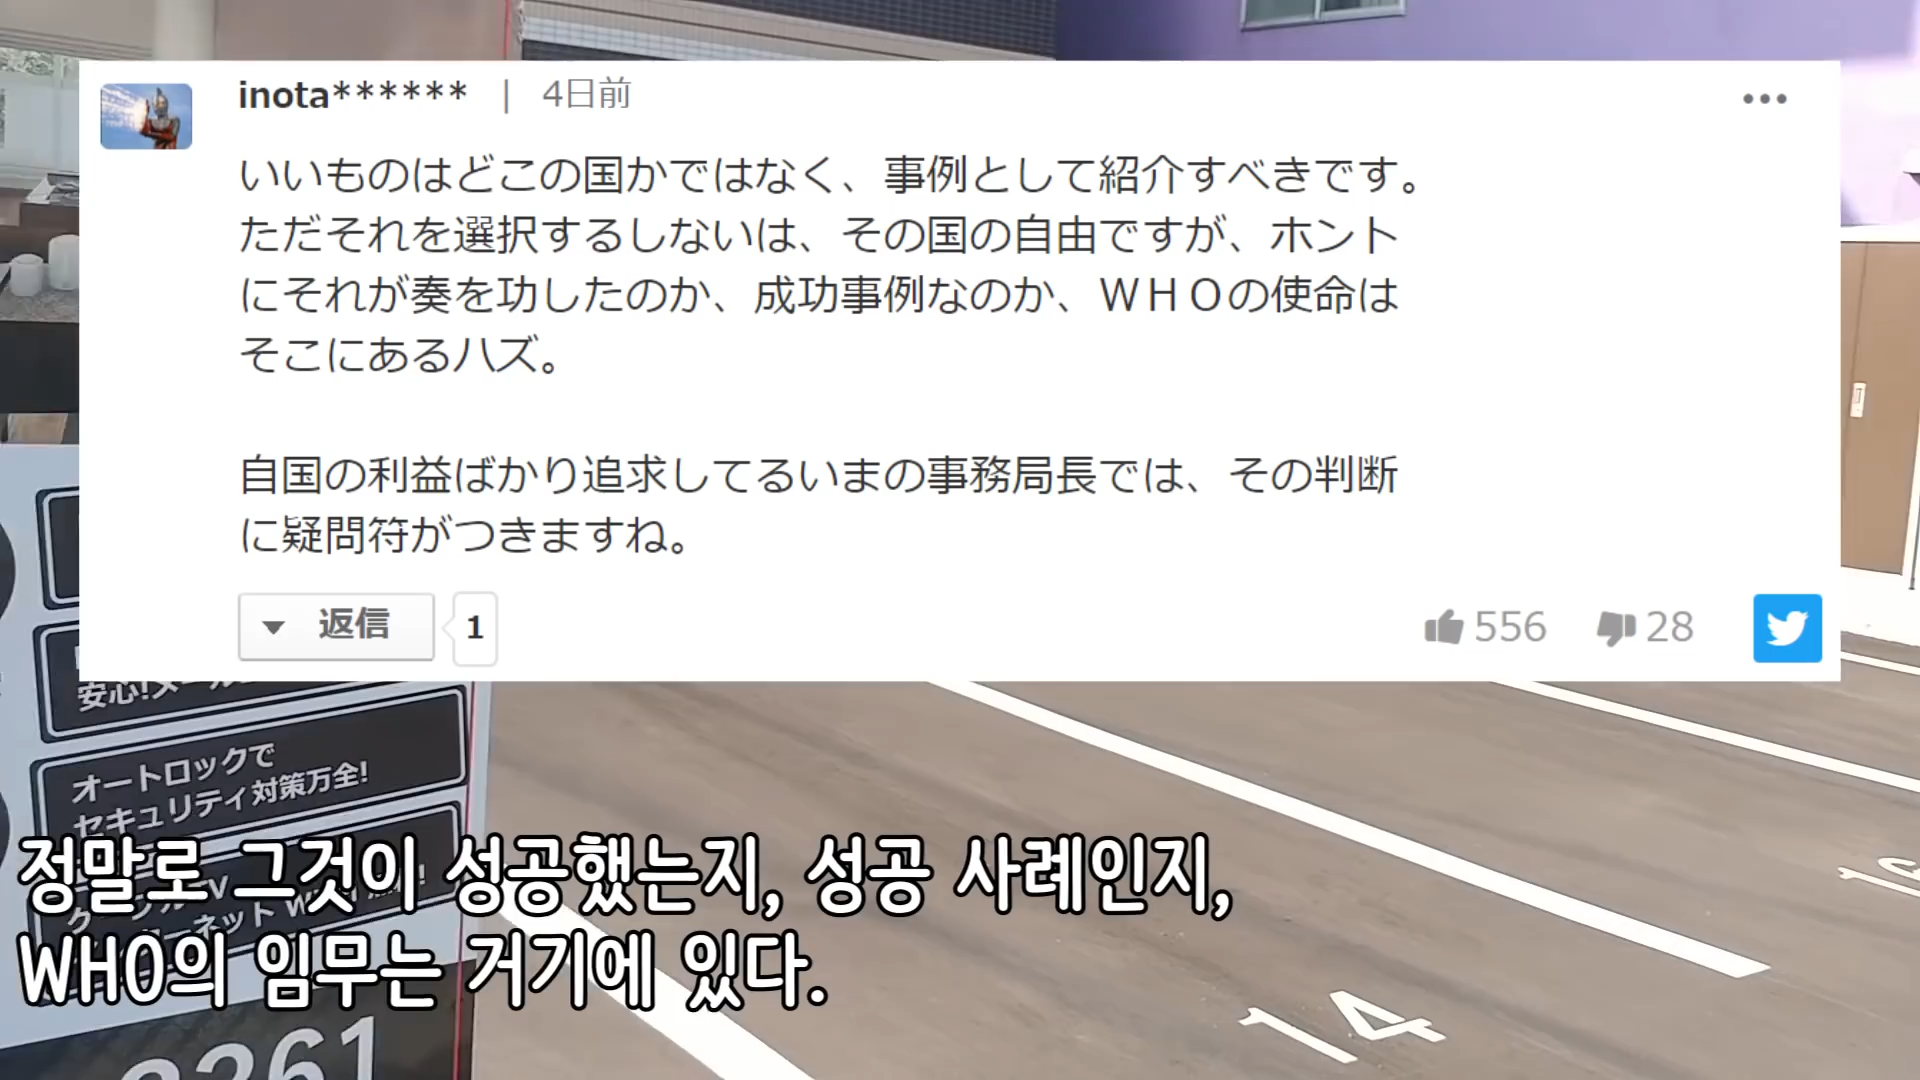 inota****** | 4日前
いいものはどこの国かではなく、事例として紹介すべきです。
ただそれを選択するしないは、その国の自由ですが、ホント
にそれが奏を功したのか、成功事例なのか、ＷＨＯの使命は
そこにあるハズ。
自国の利益ばかり追求してるいまの事務局長では、その判断
に疑問符がつきますね。
返信 1
556 28
安心!
オートロックで
セキュリティ対策万全!
정말로 그것이 성공했는지, 성공 사례인지,
WHO의 임무는 거기에 있다.
14